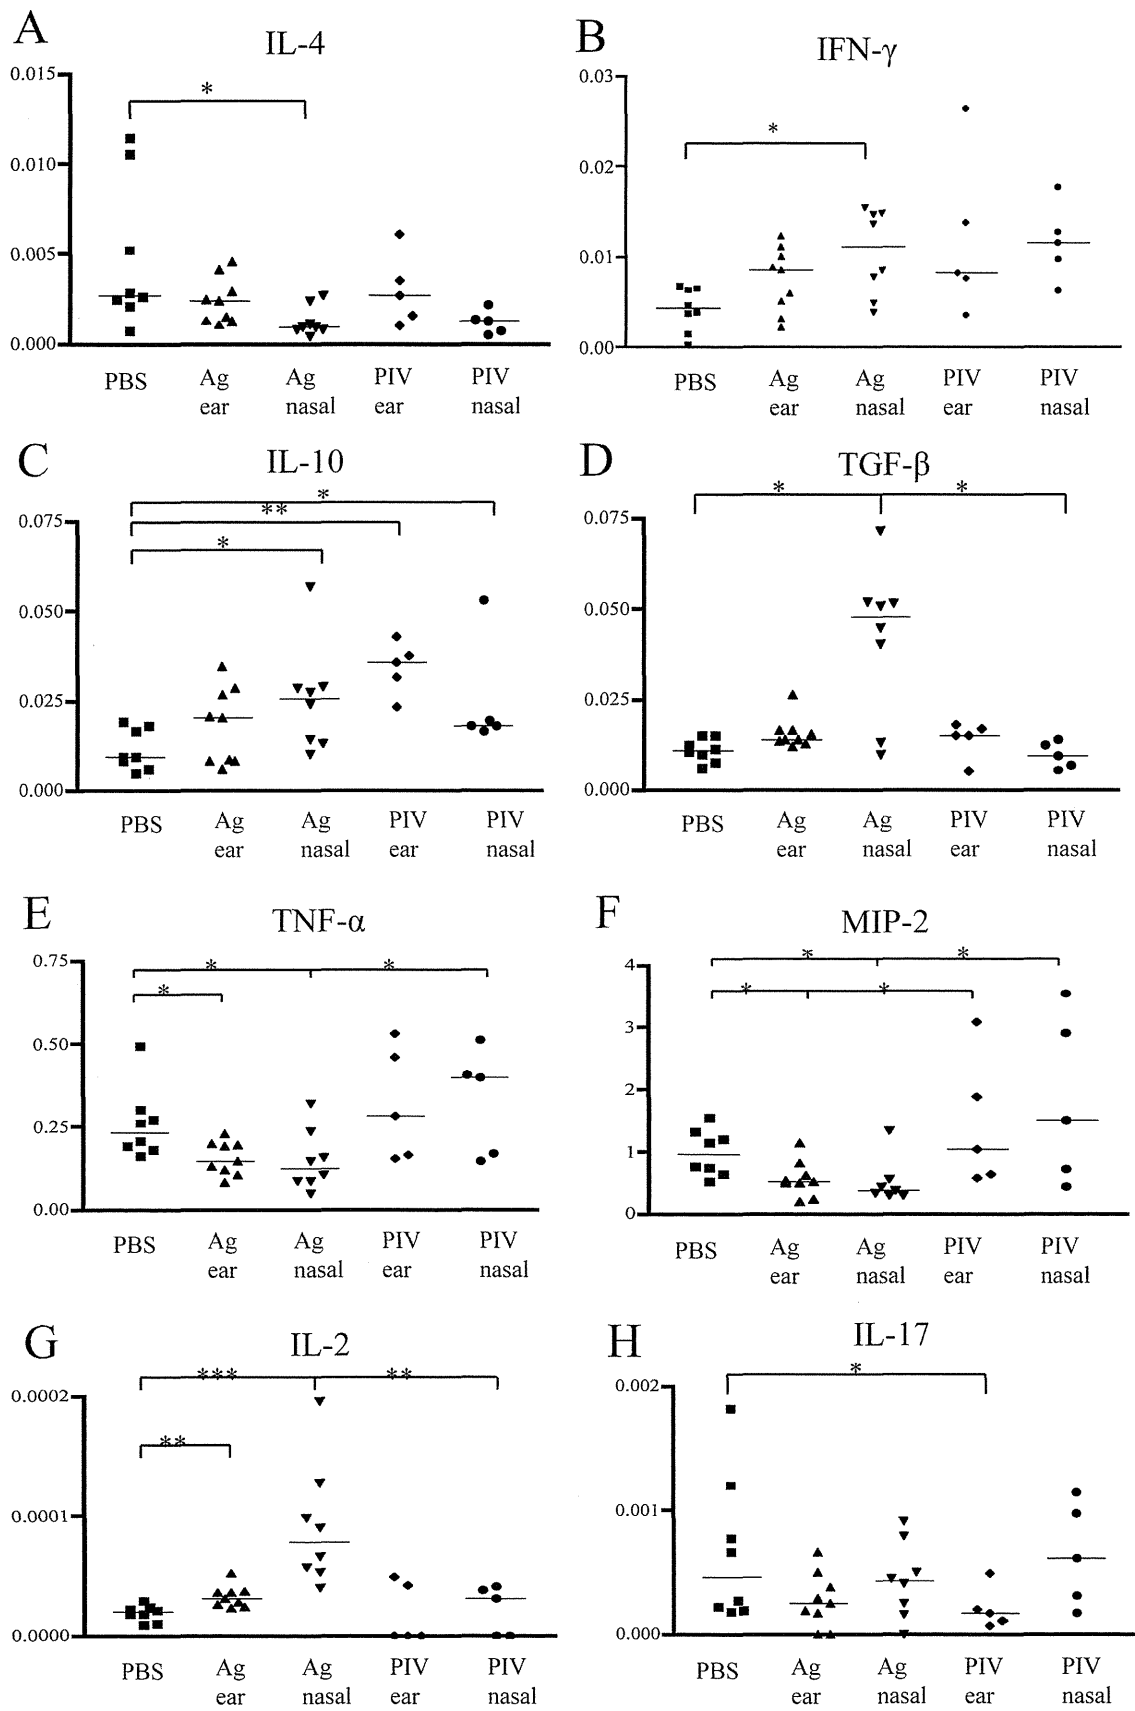 A
IL-4
0.015
0.010
0.005
0.000
*
PBS
Ag ear
Ag nasal
PIV ear
PIV nasal
B
IFN-γ
0.03
0.02
0.01
0.00
*
PBS
Ag ear
Ag nasal
PIV ear
PIV nasal
C
IL-10
*
**
*
0.075
0.050
0.025
0.000
PBS
Ag ear
Ag nasal
PIV ear
PIV nasal
D
TGF-β
* *
0.075
0.050
0.025
0.000
PBS
Ag ear
Ag nasal
PIV ear
PIV nasal
E
TNF-α
* *
*
0.75
0.50
0.25
0.00
PBS
Ag ear
Ag nasal
PIV ear
PIV nasal
F
MIP-2
* *
* *
4
3
2
1
0
PBS
Ag ear
Ag nasal
PIV ear
PIV nasal
G
IL-2
*** **
**
0.0002
0.0001
0.0000
PBS
Ag ear
Ag nasal
PIV ear
PIV nasal
H
IL-17
*
0.002
0.001
0.000
PBS
Ag ear
Ag nasal
PIV ear
PIV nasal